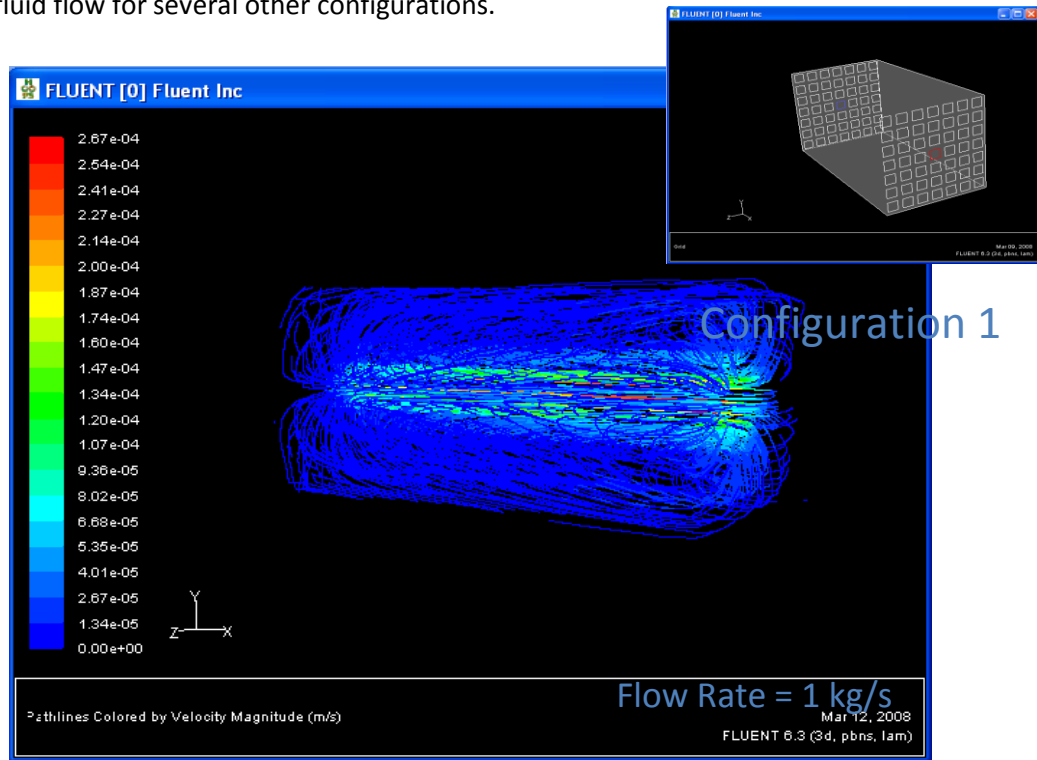 fluid flow for several other configurations.
FLUENT [0] Fluent Inc
Y
Z
X
Grid
Mar 09, 2008
FLUENT 6.3 (3d, pbns, lam)
FLUENT [0] Fluent Inc
2.67e-04
2.54e-04
2.41e-04
2.27e-04
2.14e-04
2.00e-04
1.87e-04
1.74e-04
1.60e-04
1.47e-04
1.34e-04
1.20e-04
1.07e-04
9.36e-05
8.02e-05
6.68e-05
5.35e-05
4.01e-05
2.67e-05
1.34e-05
0.00e+00
Configuration 1
Y
Z
X
Flow Rate = 1 kg/s
Pathlines Colored by Velocity Magnitude (m/s)
Mar 12, 2008
FLUENT 6.3 (3d, pbns, lam)